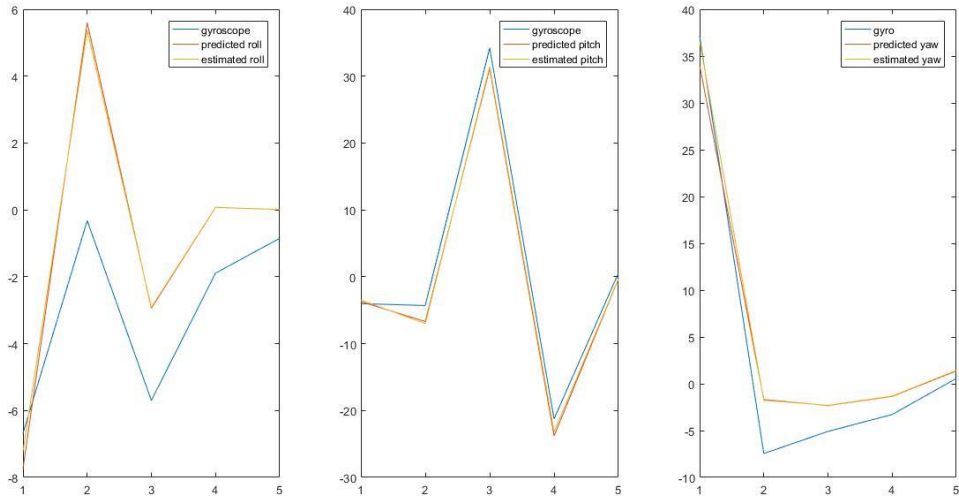 6
4
2
0
-2
-4
-6
-8
1 2 3 4 5
gyroscope
predicted roll
estimated roll
40
30
20
10
0
-10
-20
-30
1 2 3 4 5
gyroscope
predicted pitch
estimated pitch
40
35
30
25
20
15
10
5
0
-5
-10
1 2 3 4 5
gyro
predicted yaw
estimated yaw